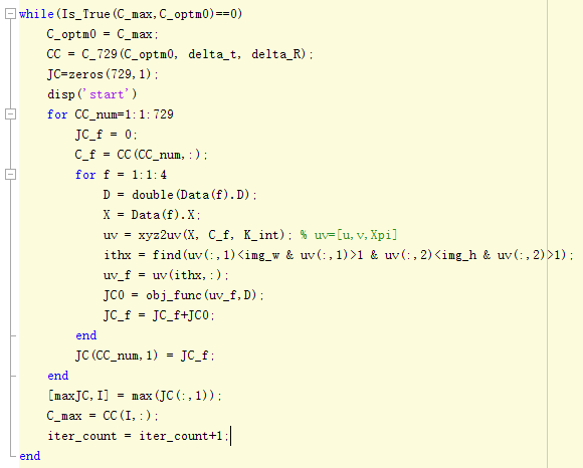 while(Is_True(C_max,C_optm0)==0)
C_optm0 = C_max;
CC = C_729(C_optm0, delta_t, delta_R);
JC=zeros(729,1);
disp('start')
for CC_num=1:1:729
JC_f = 0;
C_f = CC(CC_num,:);
for f = 1:1:4
D = double(Data(f).D);
X = Data(f).X;
uv = xyz2uv(X, C_f, K_int); % uv=[u,v,Xpi]
ithx = find(uv(:,1)<img_w & uv(:,1)>1 & uv(:,2)<img_h & uv(:,2)>1);
uv_f = uv(ithx,:);
JC0 = obj_func(uv_f,D);
JC_f = JC_f+JC0;
end
JC(CC_num,1) = JC_f;
end
[maxJC,I] = max(JC(:,1));
C_max = CC(I,:);
iter_count = iter_count+1;
end